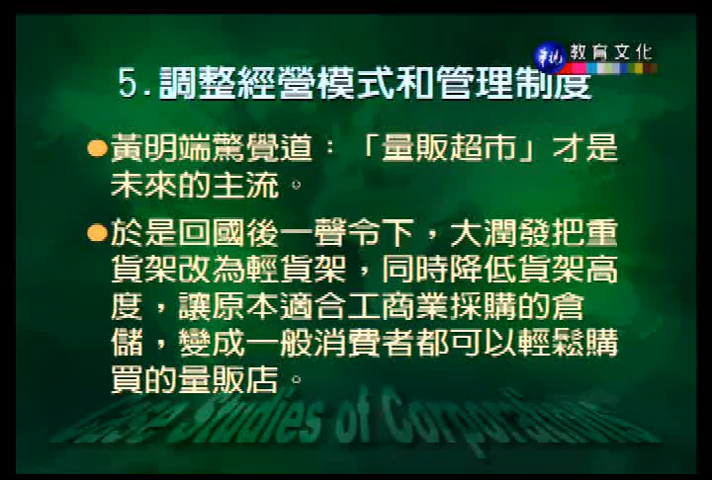 華視 教育文化
5.調整經營模式和管理制度
黃明端驚覺道：「量販超市」才是
未來的主流。
於是回國後一聲令下，大潤發把重
貨架改為輕貨架，同時降低貨架高
度，讓原本適合工商業採購的倉
儲，變成一般消費者都可以輕鬆購
買的量販店。
Case Studies of Corporations